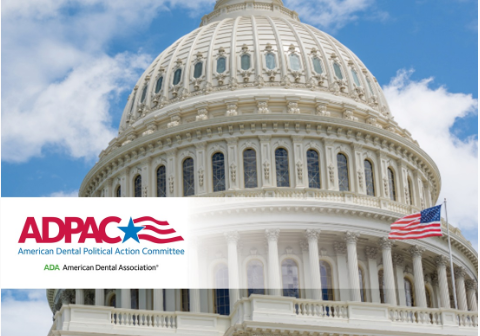 ADPAC
American Dental Political Action Committee
ADA American Dental Association®